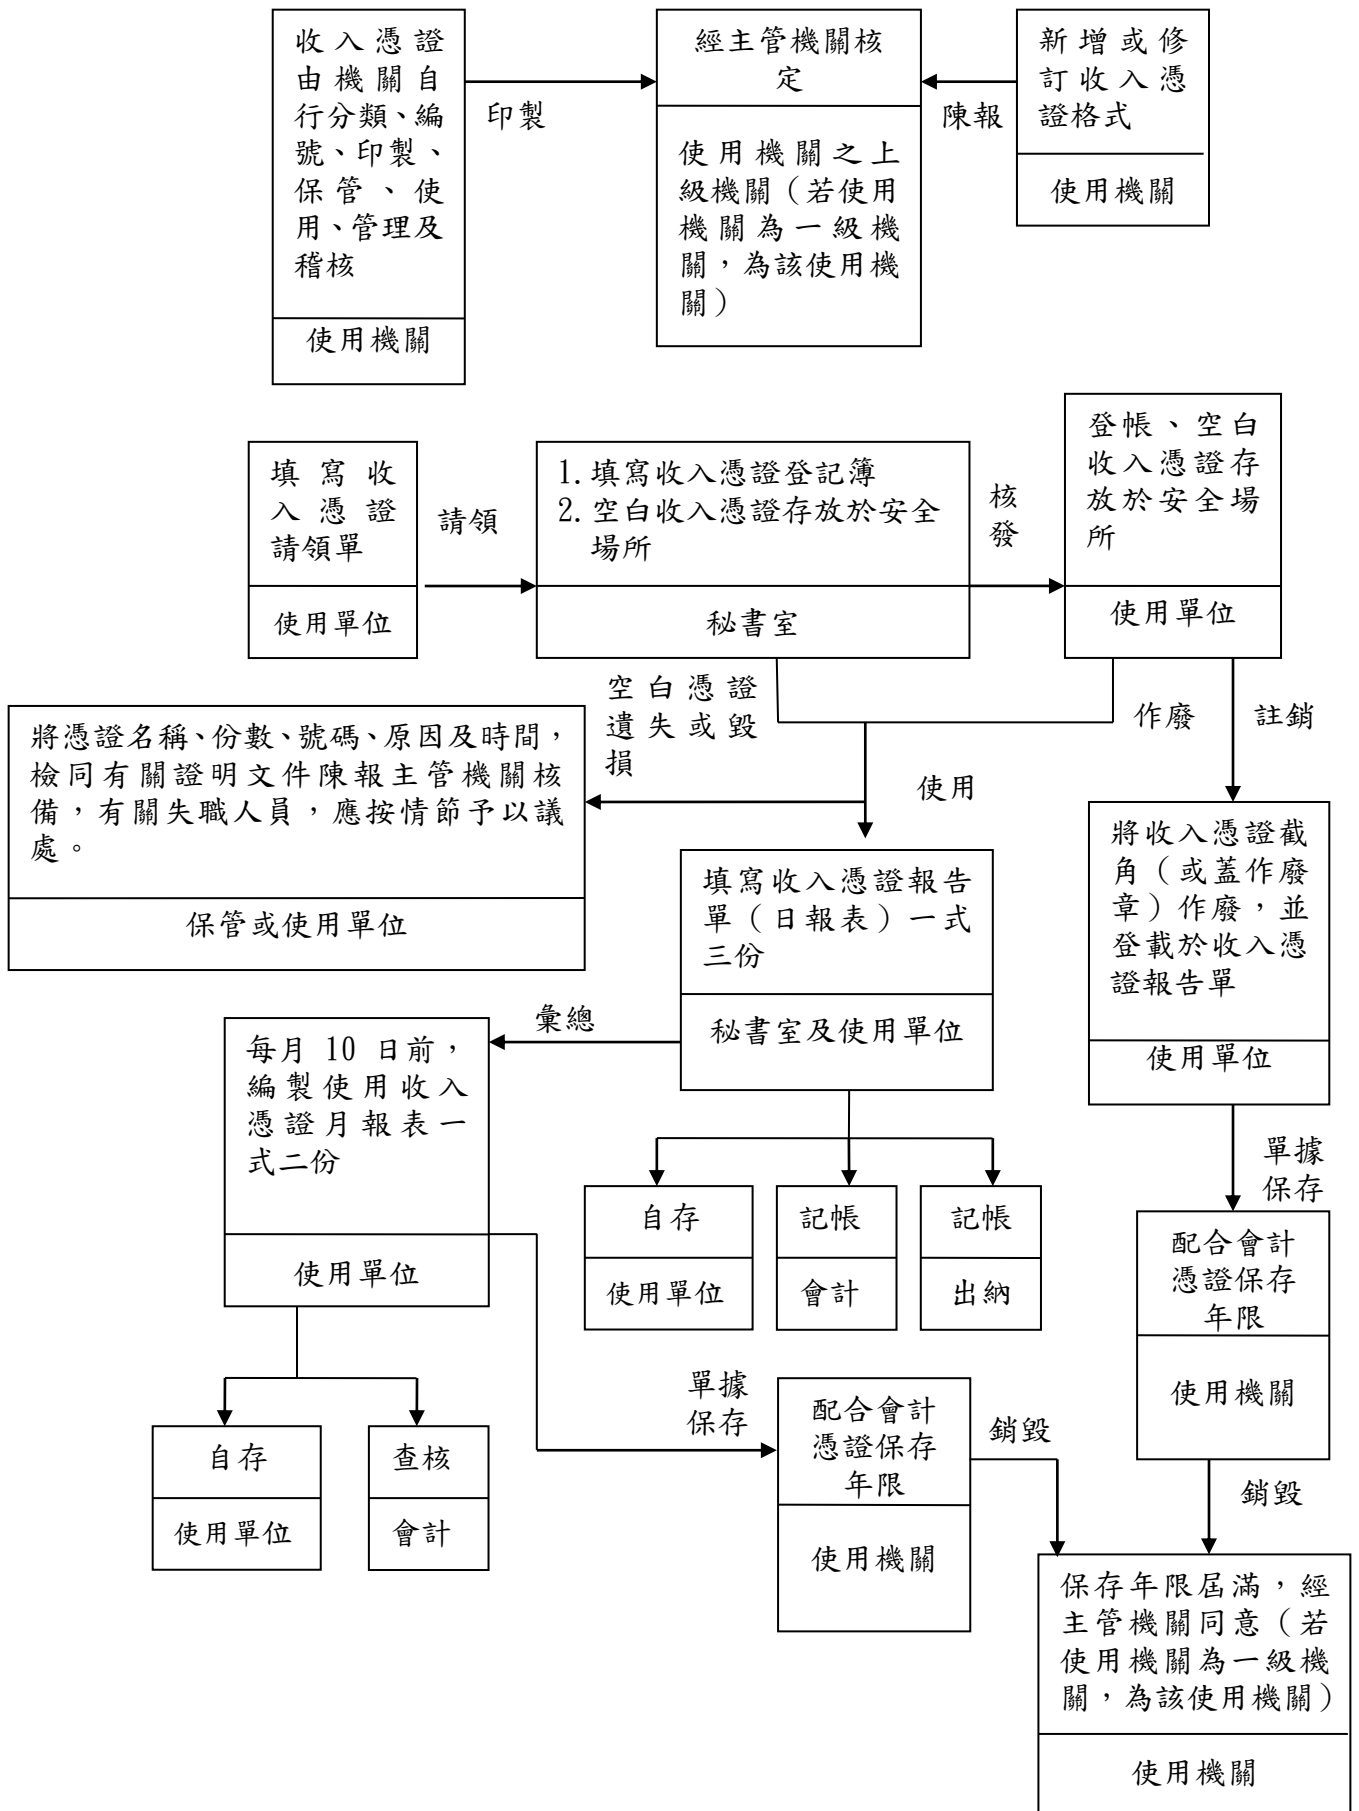 收入憑證
由機關自
行分類、編
號、印製、
保管、使
用、管理及
稽核
使用機關
印製
經主管機關核
定
使用機關之上
級機關（若使用
機關為一級機
關，為該使用機
關）
陳報
新增或修
訂收入憑
證格式
使用機關
填寫收
入憑證
請領單
使用單位
請領
1.填寫收入憑證登記簿
2.空白收入憑證存放於安全
場所
秘書室
核
發
登帳、空白
收入憑證存
放於安全場
所
使用單位
空白憑證
遺失或毀
損
作廢
註銷
將憑證名稱、份數、號碼、原因及時間，
檢同有關證明文件陳報主管機關核
備，有關失職人員，應按情節予以議
處。
保管或使用單位
使用
填寫收入憑證報告
單（日報表）一式
三份
秘書室及使用單位
將收入憑證截
角（或蓋作廢
章）作廢，並
登載於收入憑
證報告單
使用單位
彙總
每月 10 日前，
編製使用收入
憑證月報表一
式二份
使用單位
自存
使用單位
記帳
會計
記帳
出納
單據
保存
配合會計
憑證保存
年限
使用機關
自存
使用單位
查核
會計
單據
保存
配合會計
憑證保存
年限
使用機關
銷毀
銷毀
保存年限屆滿，經
主管機關同意（若
使用機關為一級機
關，為該使用機關）
使用機關